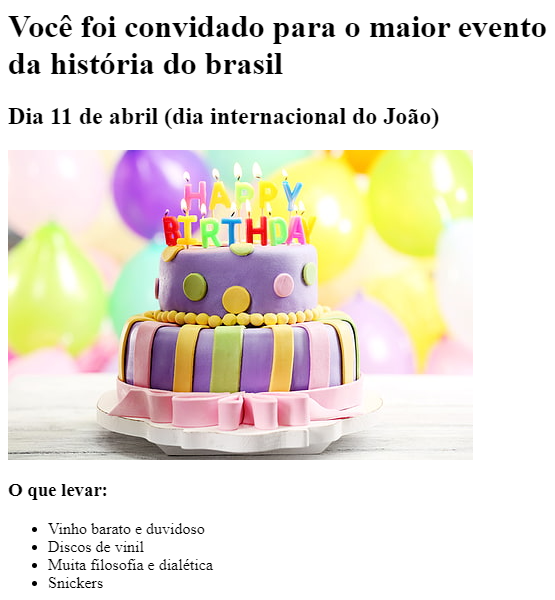 Você foi convidado para o maior evento
da história do brasil
Dia 11 de abril (dia internacional do João)
HAPPY
BIRTHDAY
O que levar:
Vinho barato e duvidoso
Discos de vinil
Muita filosofia e dialética
Snickers